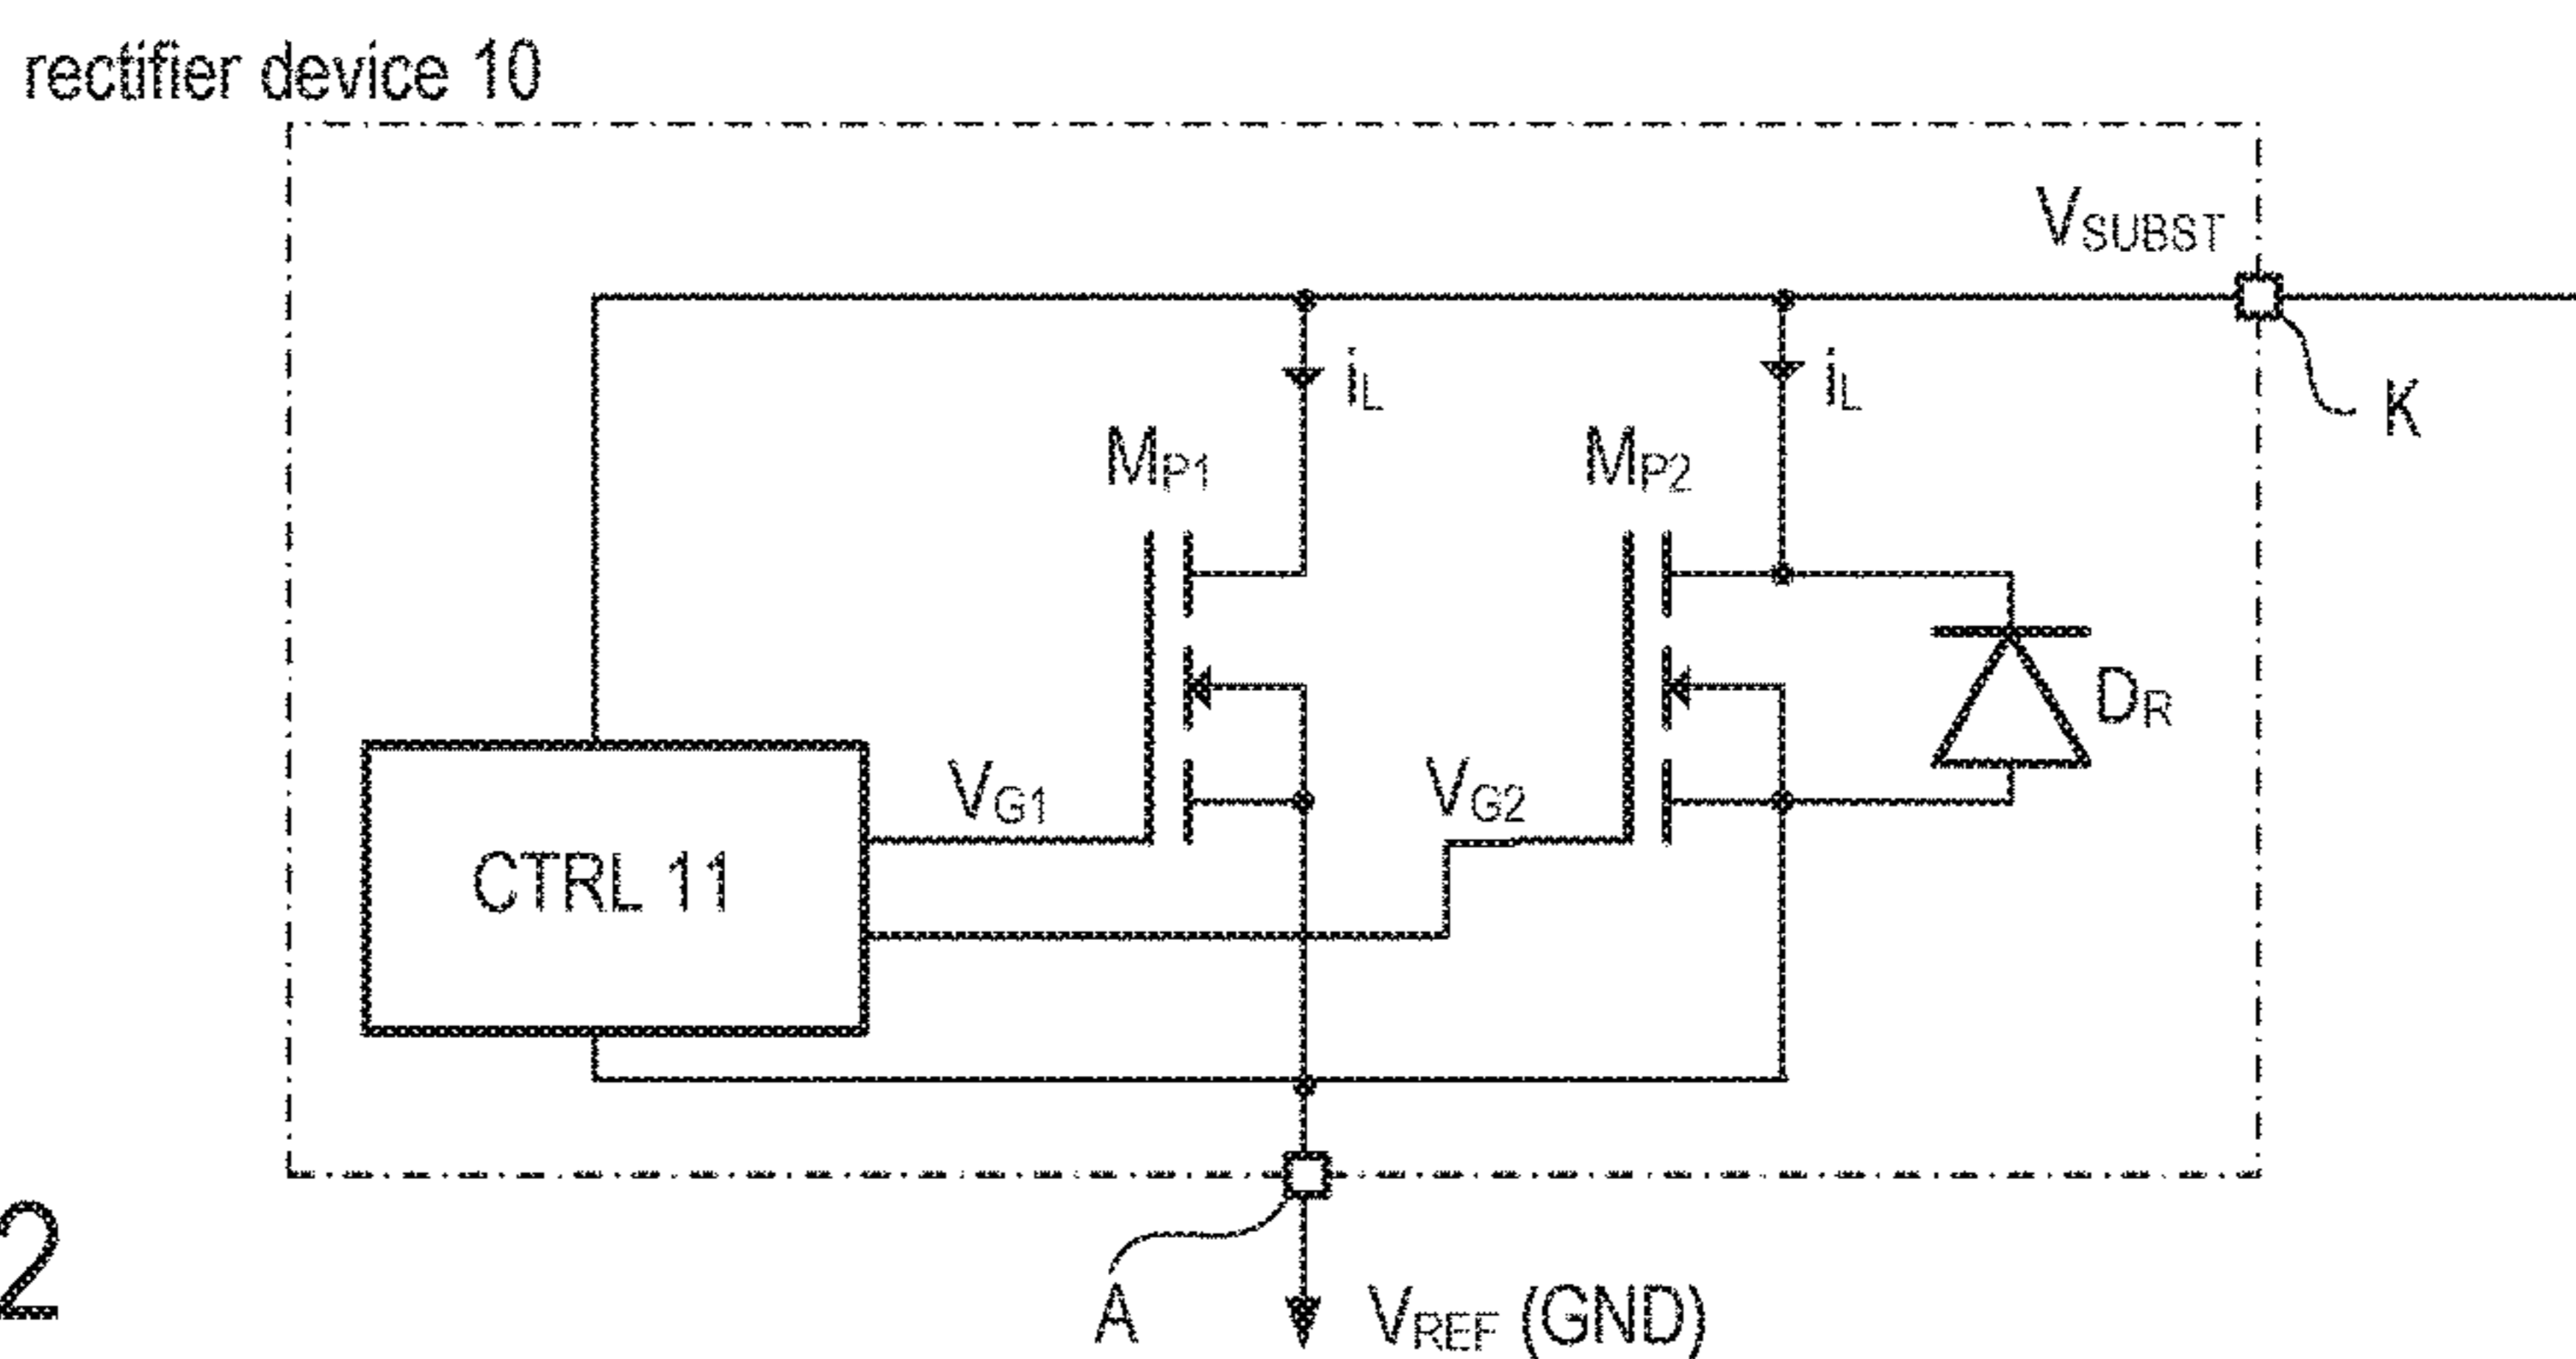 rectifier device 10
VSUBST
iL
iL
K
MP1
MP2
DR
VG1
VG2
CTRL 11
2
A
VREF (GND)